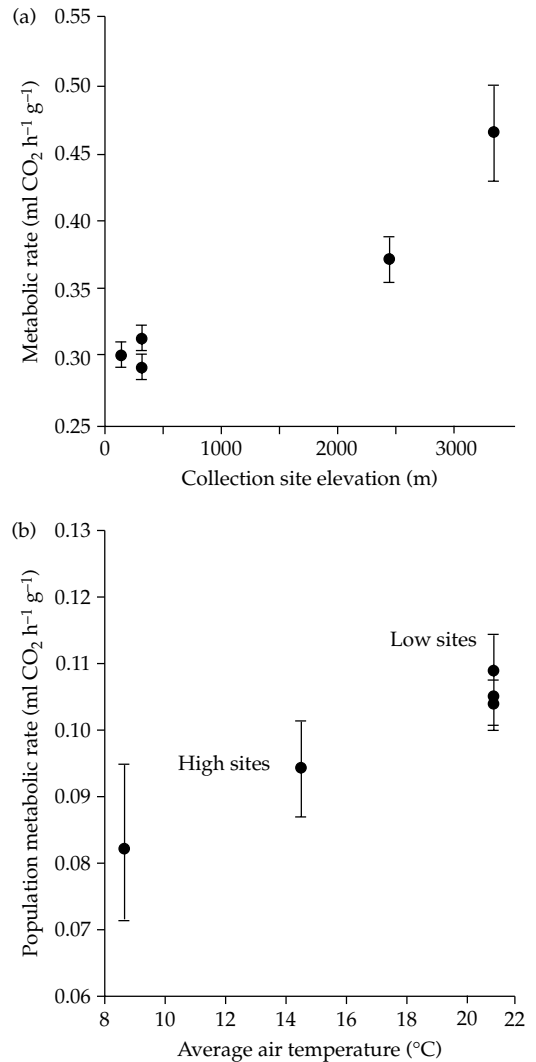 (a)
0.55
0.50
0.45
0.40
0.35
0.30
0.25
Metabolic rate (ml CO₂ h⁻¹ g⁻¹)
0 1000 2000 3000
Collection site elevation (m)
(b)
0.13
0.12
0.11
0.10
0.09
0.08
0.07
0.06
Population metabolic rate (ml CO₂ h⁻¹ g⁻¹)
Low sites
High sites
8 10 12 14 16 18 20 22
Average air temperature (°C)